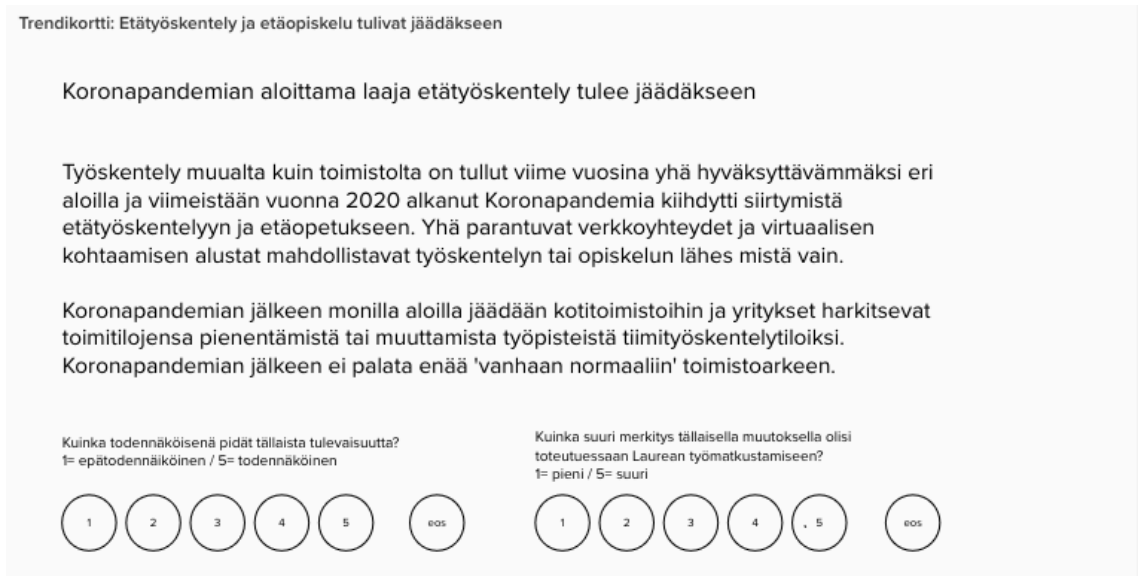 Trendikortti: Etätyöskentely ja etäopiskelu tulivat jäädäkseen
Koronapandemian aloittama laaja etätyöskentely tulee jäädäkseen
Työskentely muualta kuin toimistolta on tullut viime vuosina yhä hyväksyttävämmäksi eri
aloilla ja viimeistään vuonna 2020 alkanut Koronapandemia kiihdytti siirtymistä
etätyöskentelyyn ja etäopetukseen. Yhä parantuvat verkkoyhteydet ja virtuaalisen
kohtaamisen alustat mahdollistavat työskentelyn tai opiskelun lähes mistä vain.
Koronapandemian jälkeen monilla aloilla jäädään kotitoimistoihin ja yritykset harkitsevat
toimitilojensa pienentämistä tai muuttamista työpisteistä tiimityöskentelytiloiksi.
Koronapandemian jälkeen ei palata enää 'vanhaan normaaliin' toimistoarkeen.
Kuinka todennäköisenä pidät tällaista tulevaisuutta?
1= epätodennäiköinen / 5= todennäköinen
1 2 3 4 5 eos
Kuinka suuri merkitys tällaisella muutoksella olisi
toteutuessaan Laurean työmatkustamiseen?
1= pieni / 5= suuri
1 2 3 4 . 5 eos